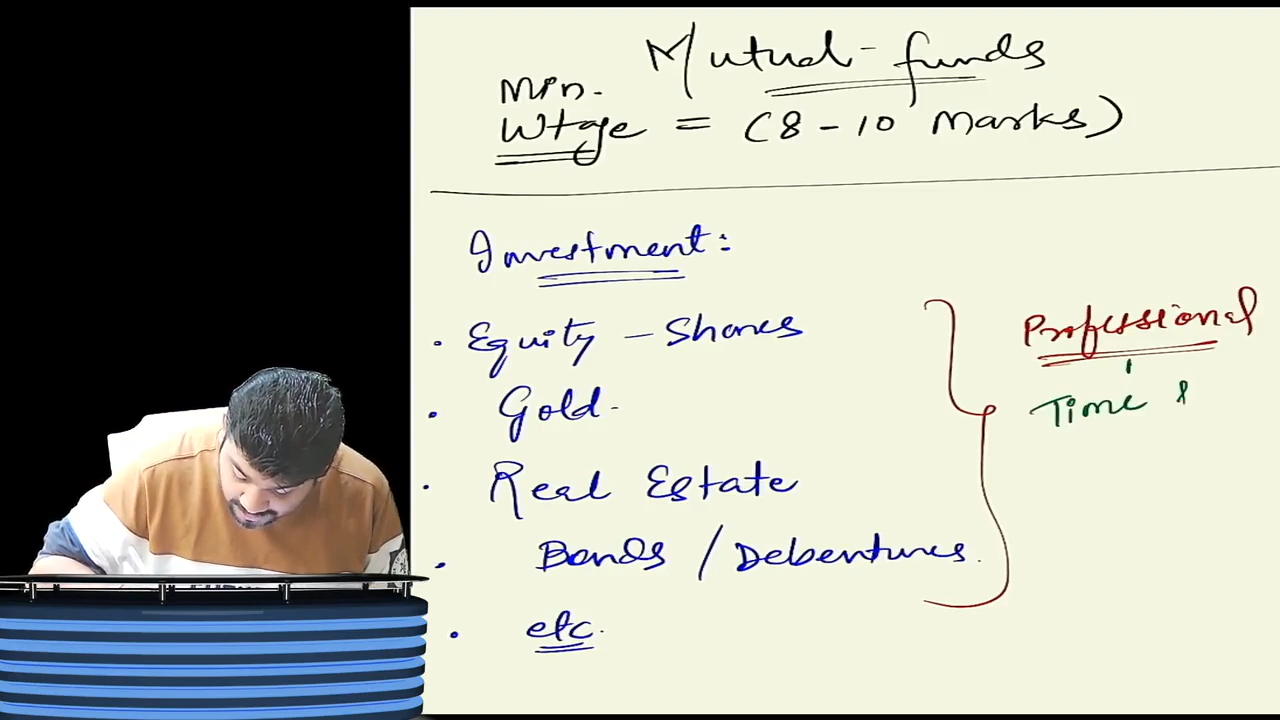 Mutual-funds
Min.
Wtge = (8-10 Marks)
Investment:
. Equity - Shares
. Gold.
. Real Estate
. Bonds / Debentures.
. etc.
Professional
Time &